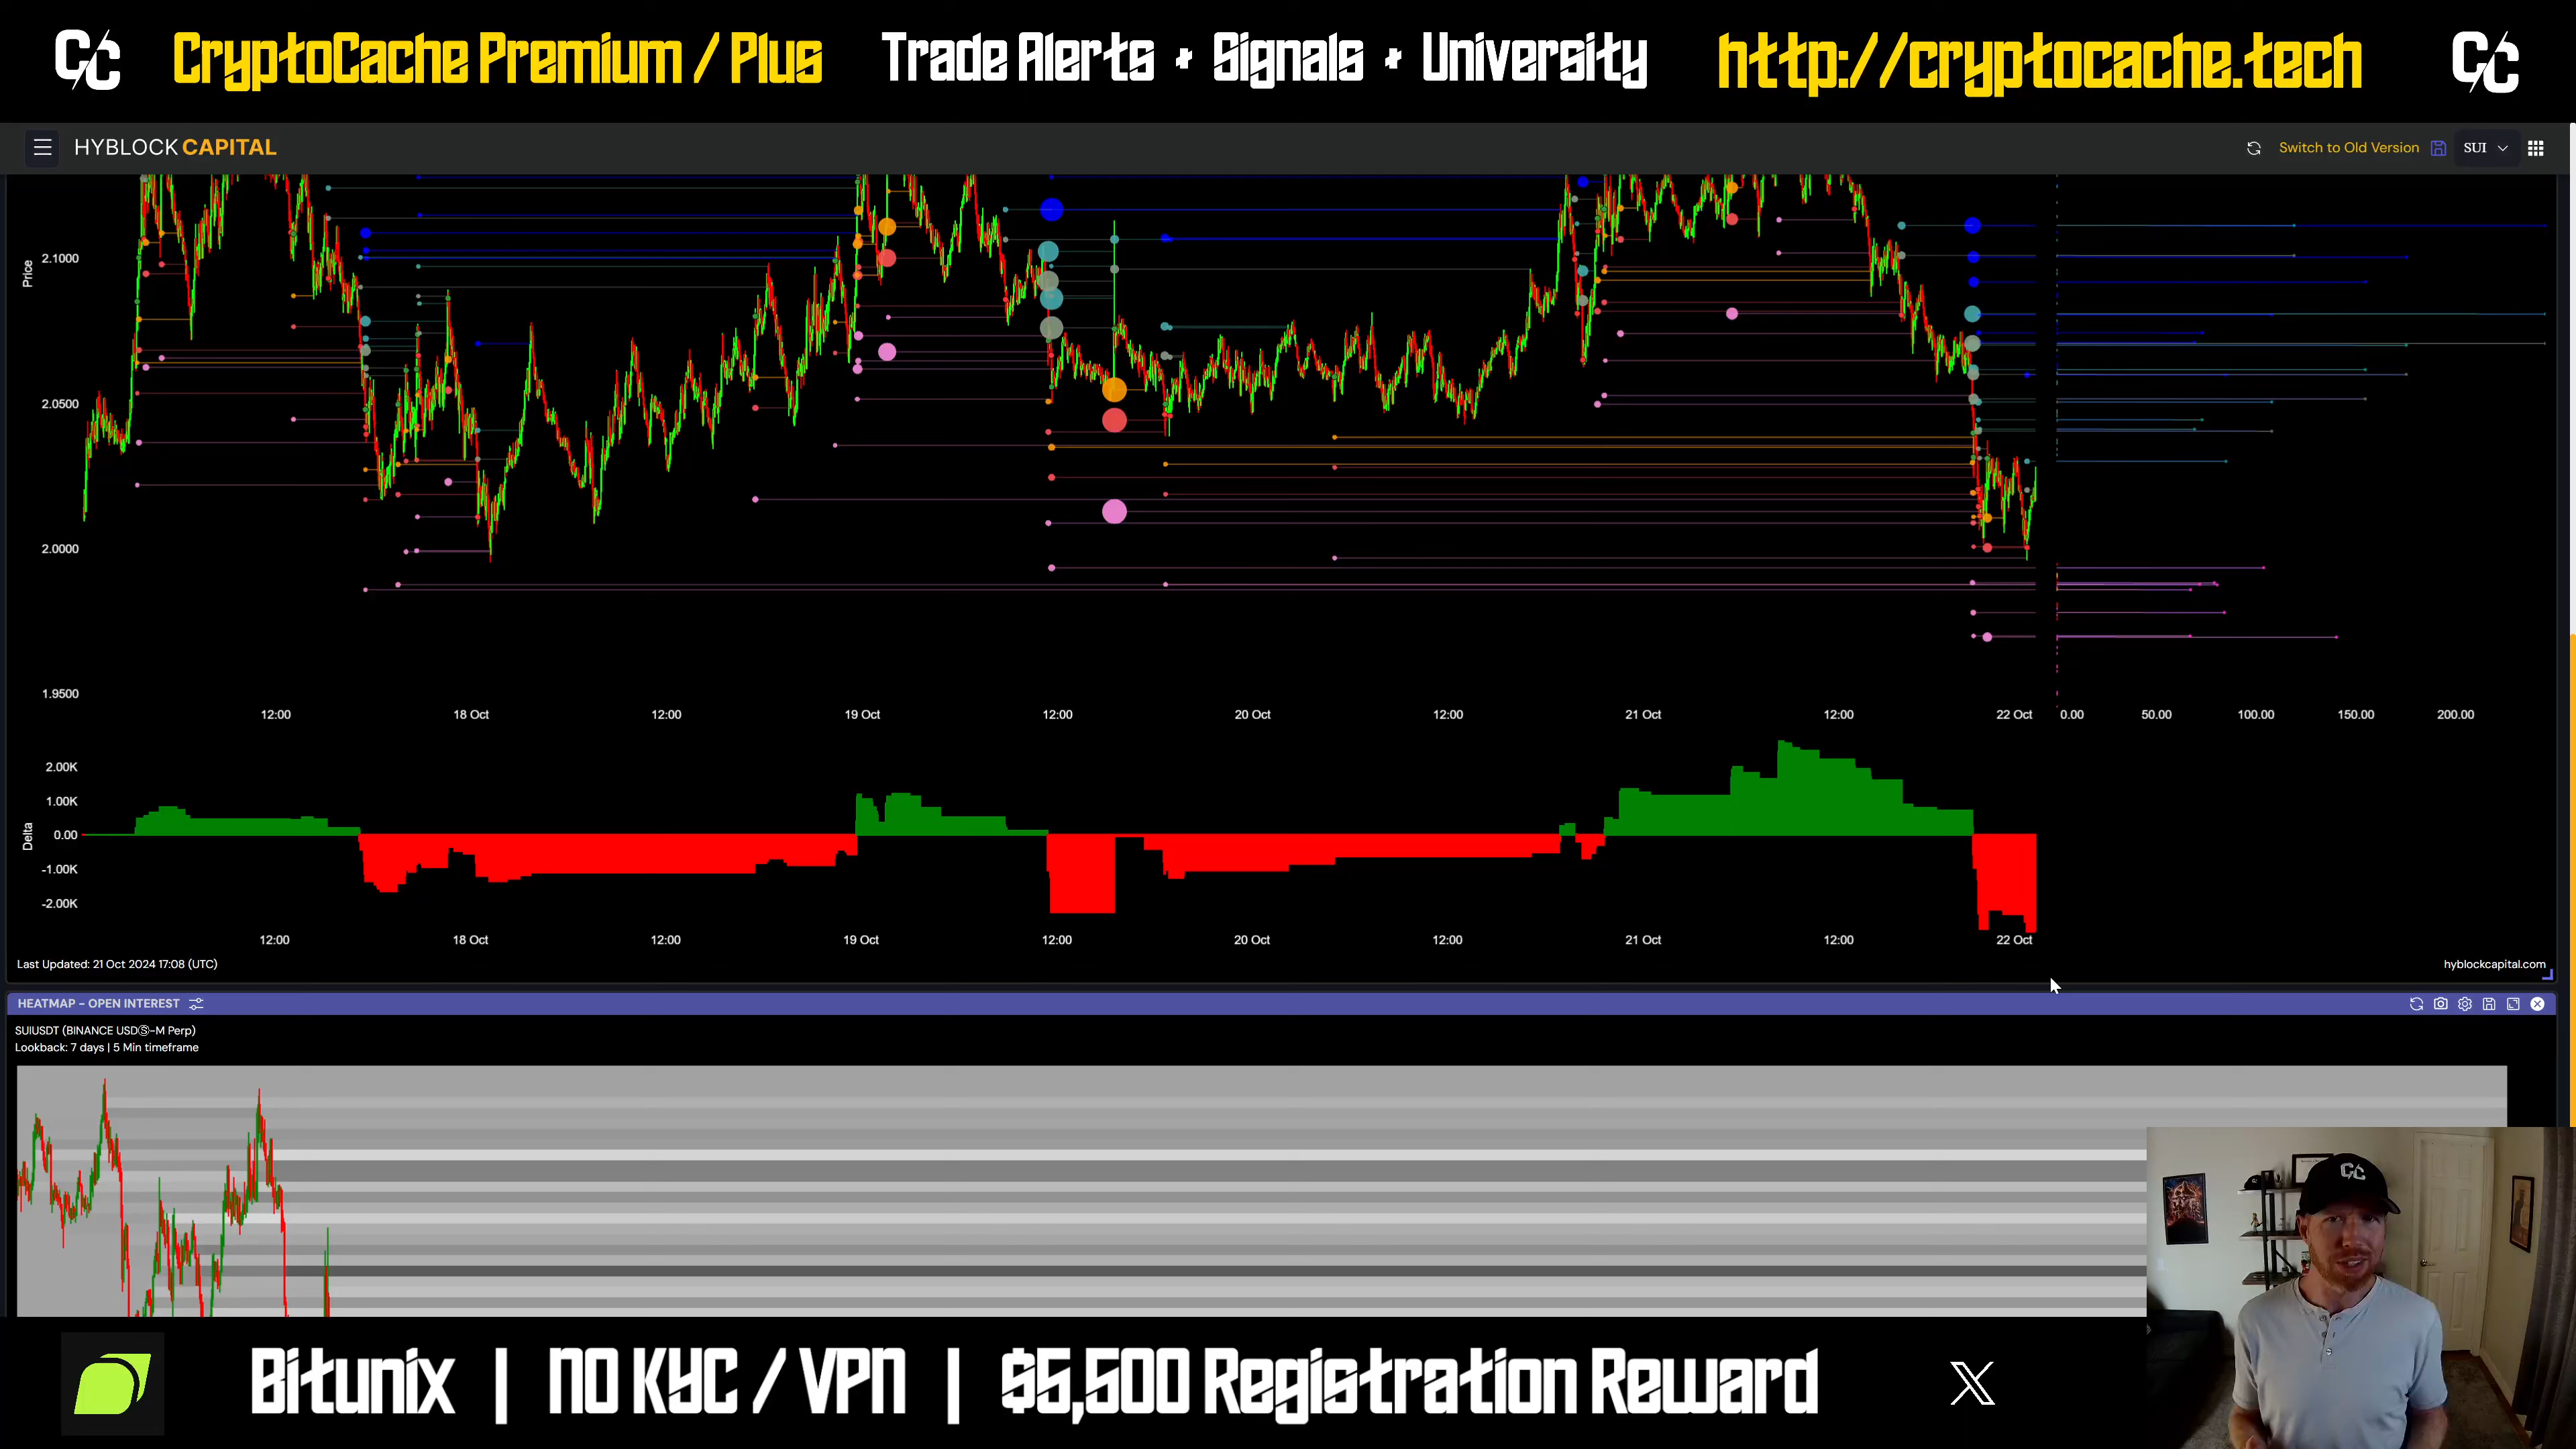 CC CryptoCache Premium / Plus Trade Alerts + Signals + University http://cryptocache.tech CC
HYBLOCK CAPITAL
Switch to Old Version SUI
Price
2.1000
2.0500
2.0000
1.9500
12:00 18 Oct 12:00 19 Oct 12:00 20 Oct 12:00 21 Oct 12:00 22 Oct 0.00 50.00 100.00 150.00 200.00
Delta
2.00K
1.00K
0.00
-1.00K
-2.00K
12:00 18 Oct 12:00 19 Oct 12:00 20 Oct 12:00 21 Oct 12:00 22 Oct
Last Updated: 21 Oct 2024 17:08 (UTC)
hyblockcapital.com
HEATMAP - OPEN INTEREST
SUIUSDT (BINANCE USDⓈ-M Perp)
Lookback: 7 days | 5 Min timeframe
CC
Bitunix | NO KYC / VPN | $5,500 Registration Reward X